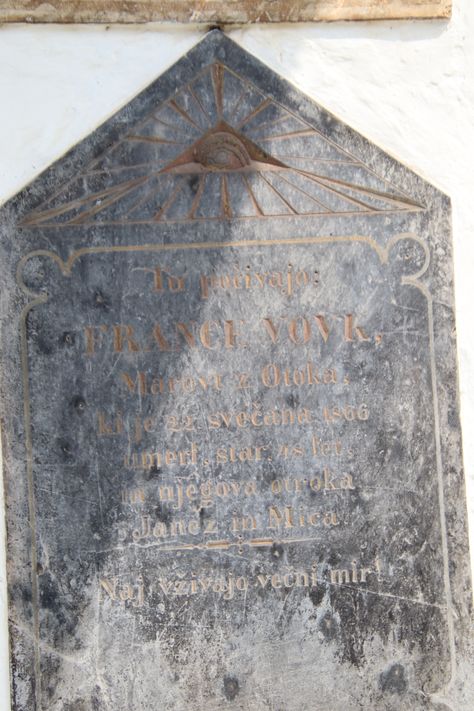 Tu počivajo:
FRANCE VOVK,
Marovt z Otoka,
ki je 22. svečana 1866
umerl, star. 48 let,
in njegova otroka
Janez in Mica.
Naj vživajo večni mir!